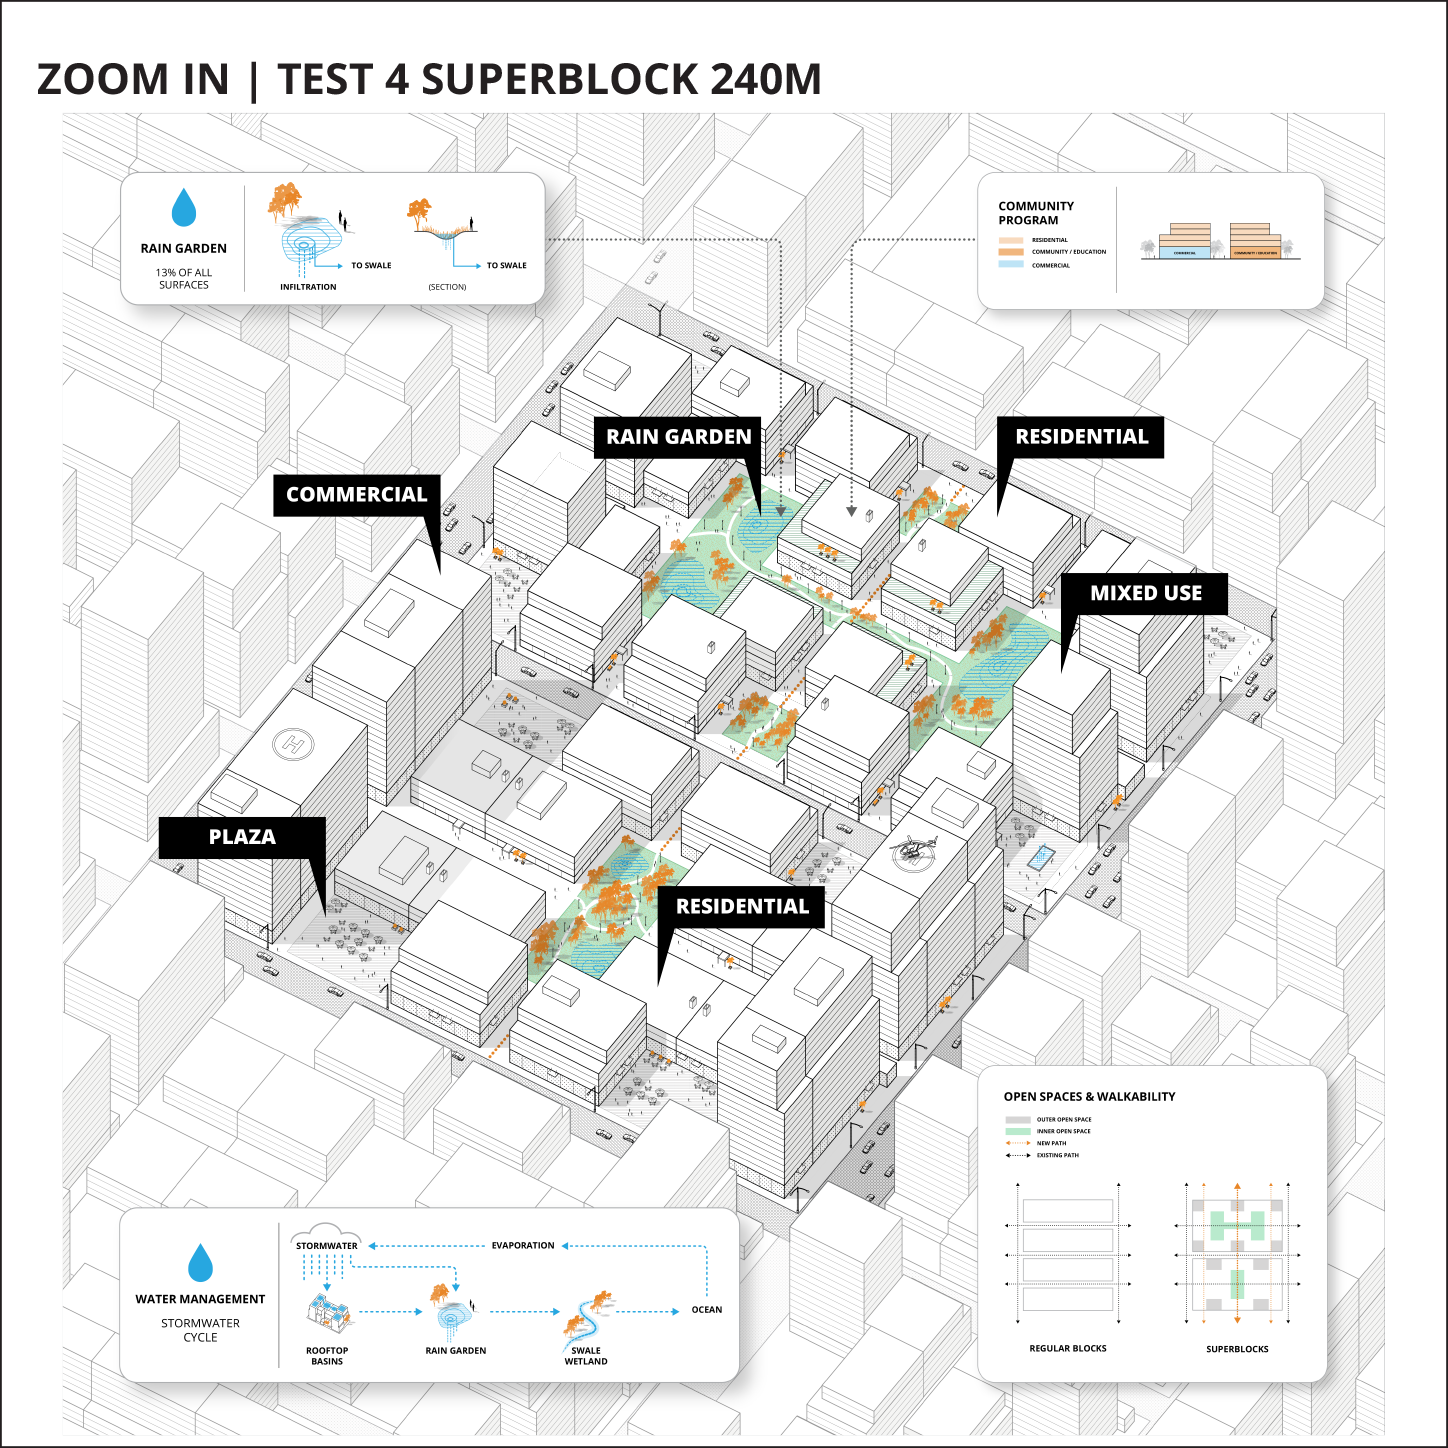 ZOOM IN | TEST 4 SUPERBLOCK 240M
RAIN GARDEN
13% OF ALL
SURFACES
TO SWALE
INFILTRATION
TO SWALE
(SECTION)
COMMUNITY
PROGRAM
RESIDENTIAL
COMMUNITY / EDUCATION
COMMERCIAL
COMMERCIAL
COMMUNITY / EDUCATION
RAIN GARDEN
RESIDENTIAL
COMMERCIAL
MIXED USE
PLAZA
RESIDENTIAL
H
WATER MANAGEMENT
STORMWATER
CYCLE
STORMWATER
EVAPORATION
OCEAN
ROOFTOP
BASINS
RAIN GARDEN
SWALE
WETLAND
OPEN SPACES & WALKABILITY
OUTER OPEN SPACE
INNER OPEN SPACE
NEW PATH
EXISTING PATH
REGULAR BLOCKS
SUPERBLOCKS